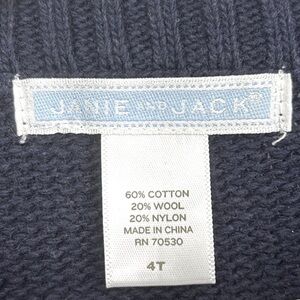 JANIE AND JACK®
60% COTTON
20% WOOL
20% NYLON
MADE IN CHINA
RN 70530
4T